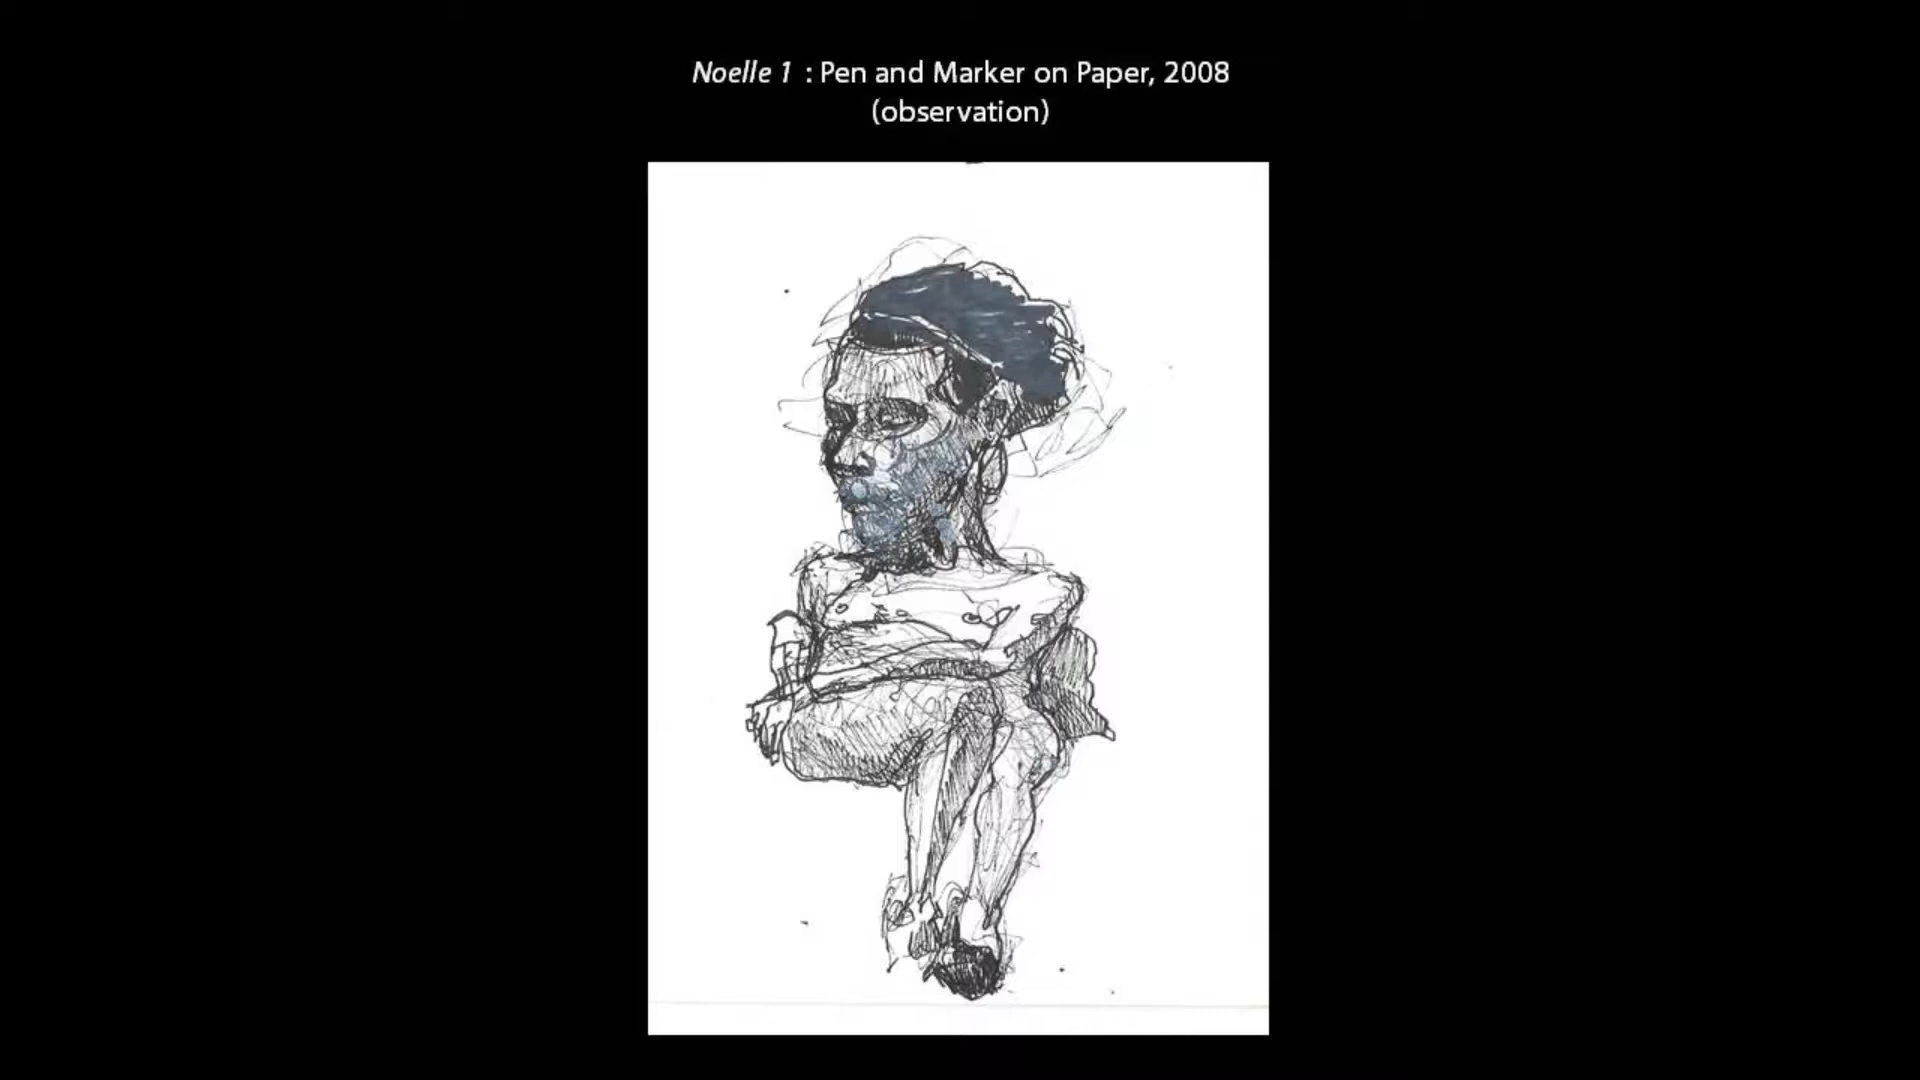 Noelle 1 : Pen and Marker on Paper, 2008
(observation)